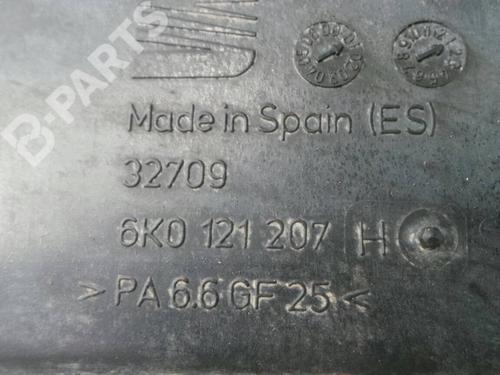 B-PARTS
Made in Spain (ES)
32709
6K0 121 207 H
>PA 6.6 GF 25<